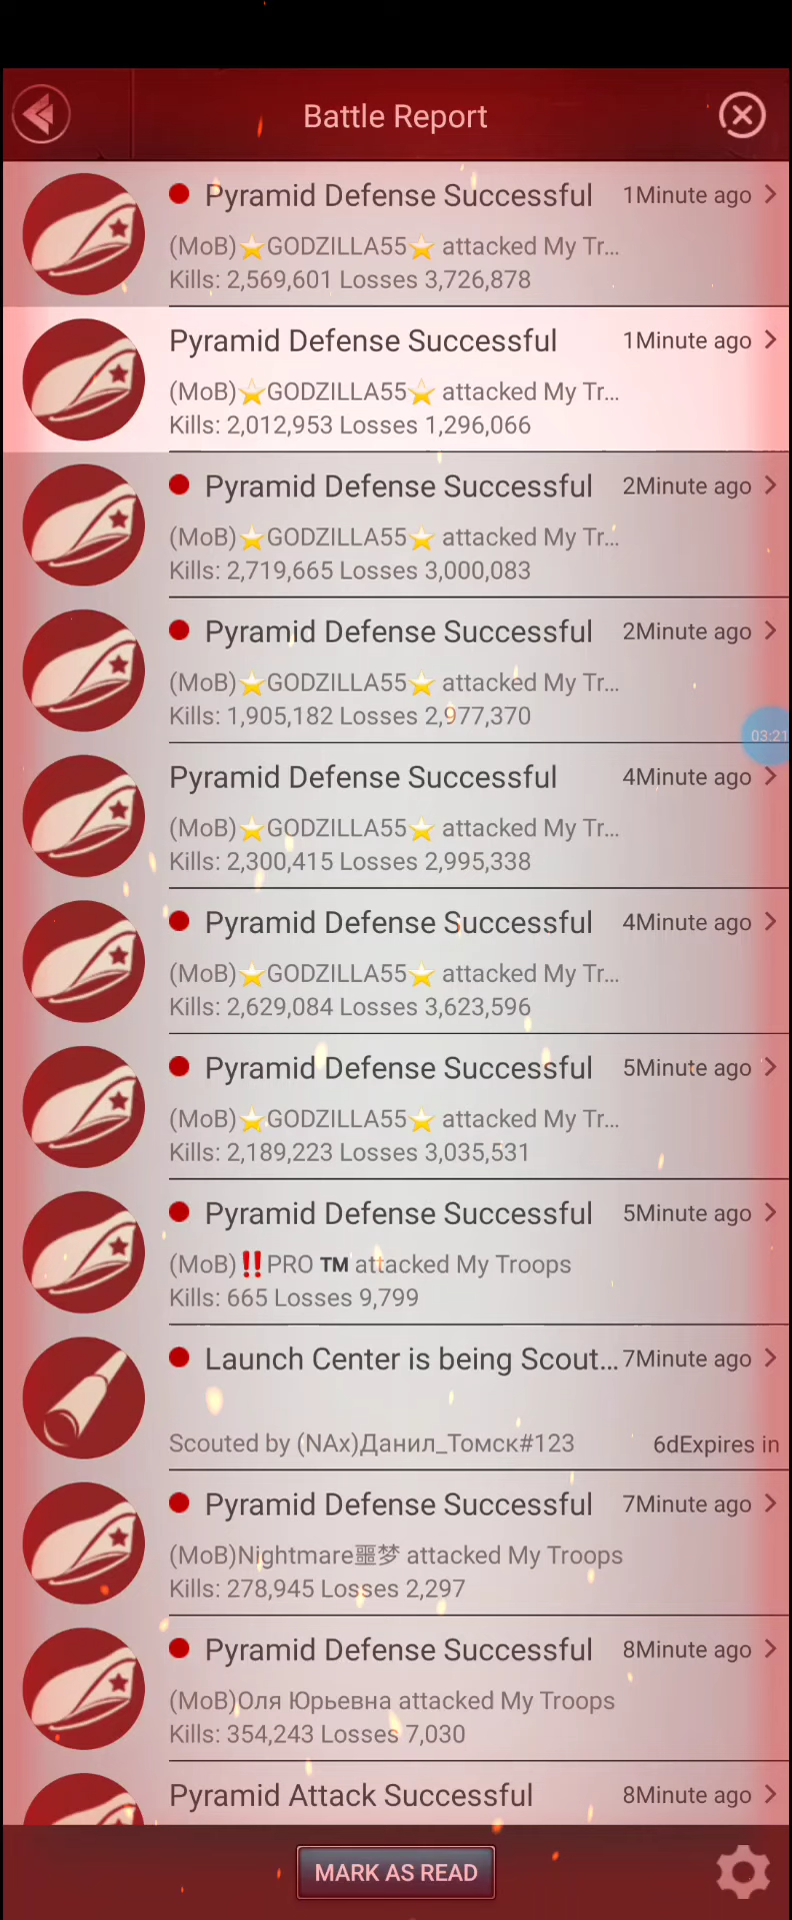 Battle Report
Pyramid Defense Successful 1Minute ago
(MoB)⭐GODZILLA55⭐ attacked My Tr...
Kills: 2,569,601 Losses 3,726,878
Pyramid Defense Successful 1Minute ago
(MoB)⭐GODZILLA55⭐ attacked My Tr...
Kills: 2,012,953 Losses 1,296,066
Pyramid Defense Successful 2Minute ago
(MoB)⭐GODZILLA55⭐ attacked My Tr...
Kills: 2,719,665 Losses 3,000,083
Pyramid Defense Successful 2Minute ago
(MoB)⭐GODZILLA55⭐ attacked My Tr...
Kills: 1,905,182 Losses 2,977,370
03:21
Pyramid Defense Successful 4Minute ago
(MoB)⭐GODZILLA55⭐ attacked My Tr...
Kills: 2,300,415 Losses 2,995,338
Pyramid Defense Successful 4Minute ago
(MoB)⭐GODZILLA55⭐ attacked My Tr...
Kills: 2,629,084 Losses 3,623,596
Pyramid Defense Successful 5Minute ago
(MoB)⭐GODZILLA55⭐ attacked My Tr...
Kills: 2,189,223 Losses 3,035,531
Pyramid Defense Successful 5Minute ago
(MoB)‼️PRO ™️ attacked My Troops
Kills: 665 Losses 9,799
Launch Center is being Scout... 7Minute ago
Scouted by (NAx)Данил_Томск#123 6dExpires in
Pyramid Defense Successful 7Minute ago
(MoB)Nightmare噩梦 attacked My Troops
Kills: 278,945 Losses 2,297
Pyramid Defense Successful 8Minute ago
(MoB)Оля Юрьевна attacked My Troops
Kills: 354,243 Losses 7,030
Pyramid Attack Successful 8Minute ago
MARK AS READ